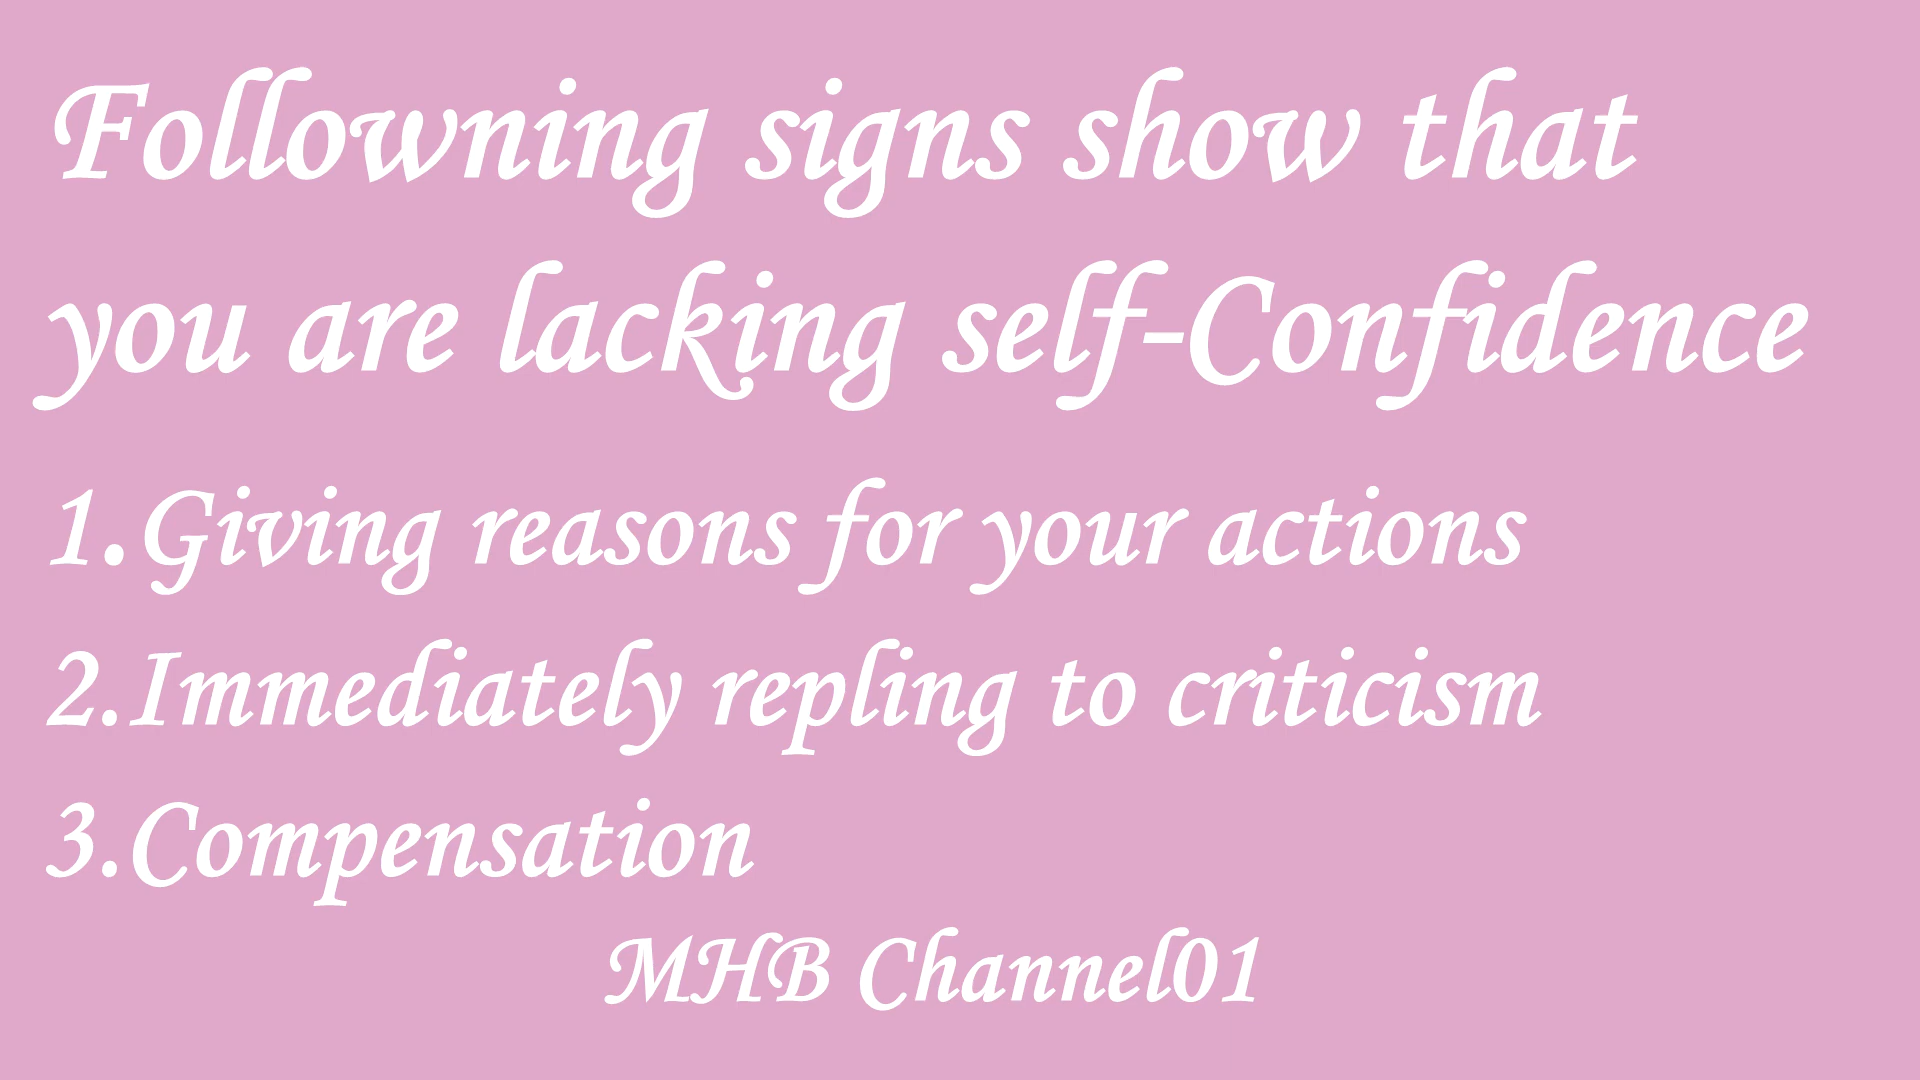 Followning signs show that
you are lacking self-Confidence
1.Giving reasons for your actions
2.Immediately repling to criticism
3.Compensation
MHB Channel01